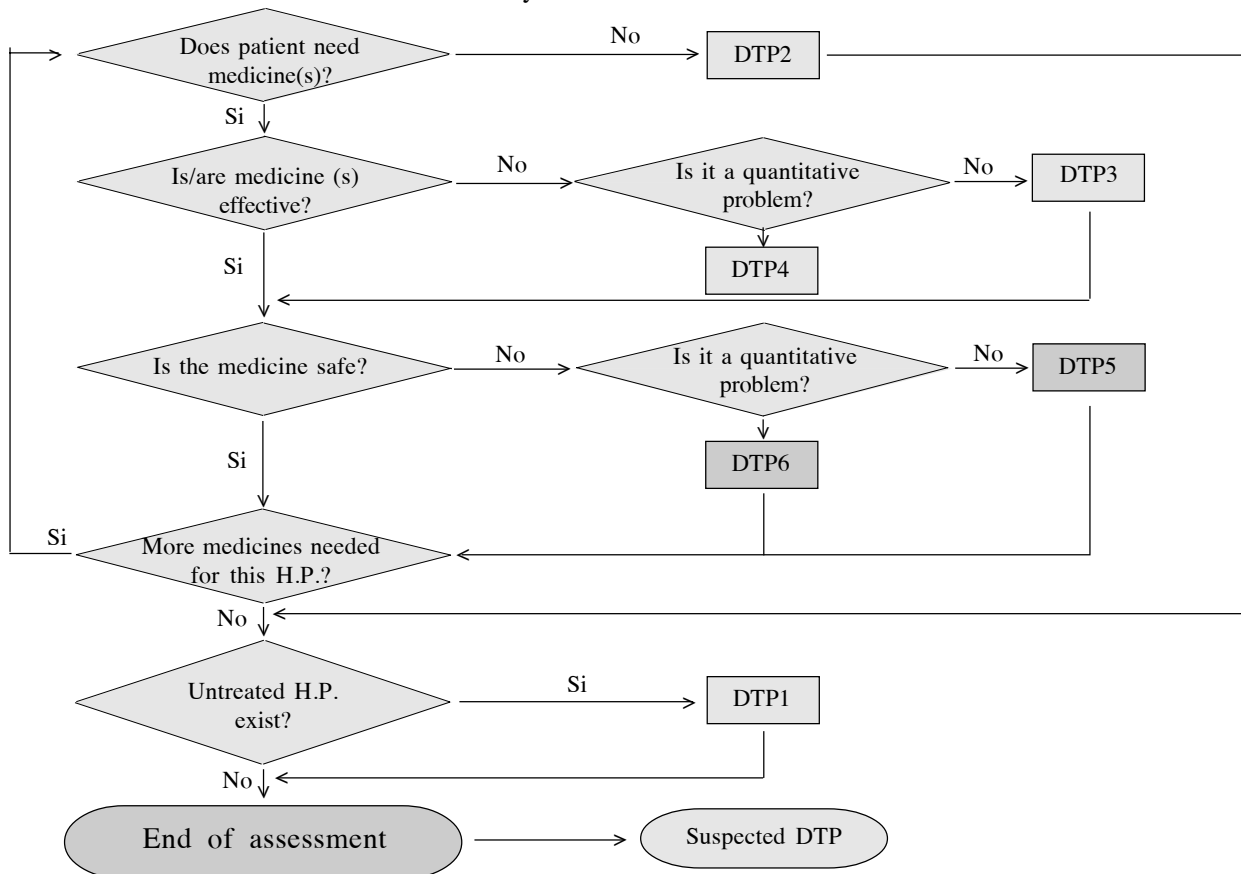 No
Does patient need
medicine(s)?
DTP2
Si
Is/are medicine (s)
effective?
No
Is it a quantitative
problem?
No
DTP3
DTP4
Si
Is the medicine safe?
No
Is it a quantitative
problem?
No
DTP5
DTP6
Si
Si
More medicines needed
for this H.P.?
No
Untreated H.P.
exist?
Si
DTP1
No
End of assessment
Suspected DTP